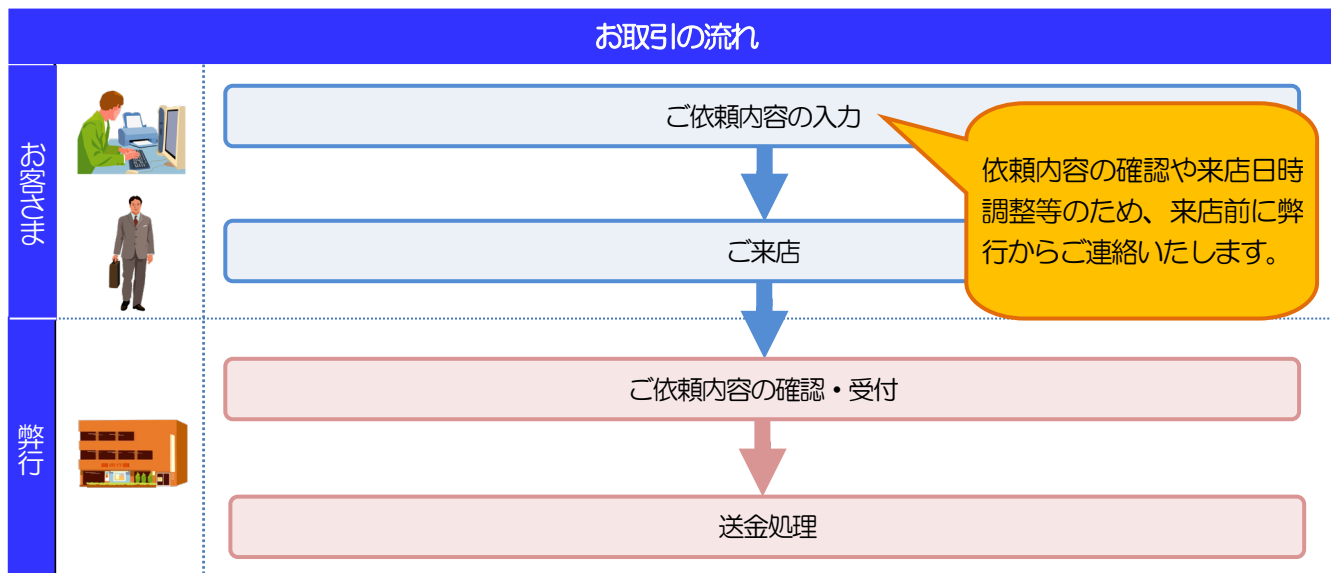 お取引の流れ
お客さま
ご依頼内容の入力
依頼内容の確認や来店日時
調整等のため、来店前に弊
行からご連絡いたします。
ご来店
弊行
ご依頼内容の確認・受付
送金処理